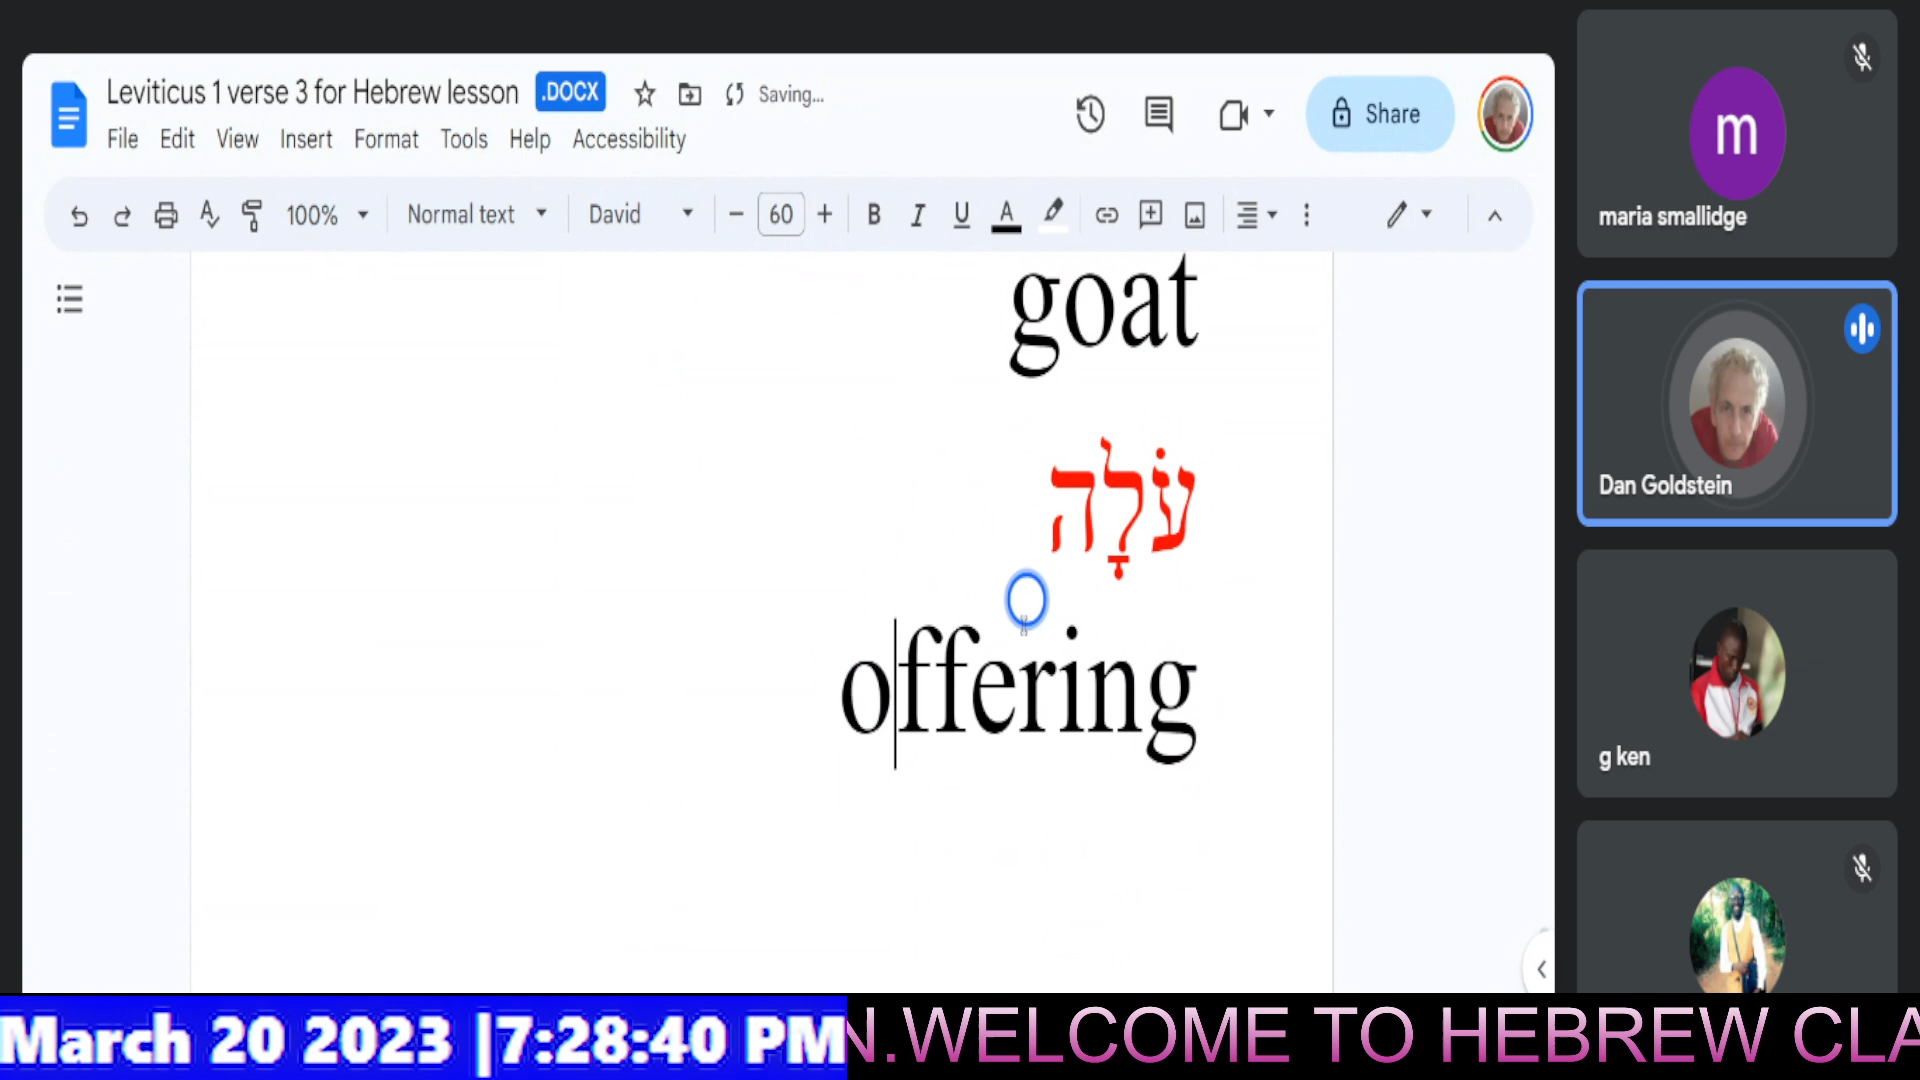 Leviticus 1 verse 3 for Hebrew lesson .DOCX Saving...
File Edit View Insert Format Tools Help Accessibility
Share
100% Normal text David − 60 + B I U A
goat
עֹלָה
offering
m
maria smallidge
Dan Goldstein
g ken
March 20 2023 |7:28:40 PM
N.WELCOME TO HEBREW CLA